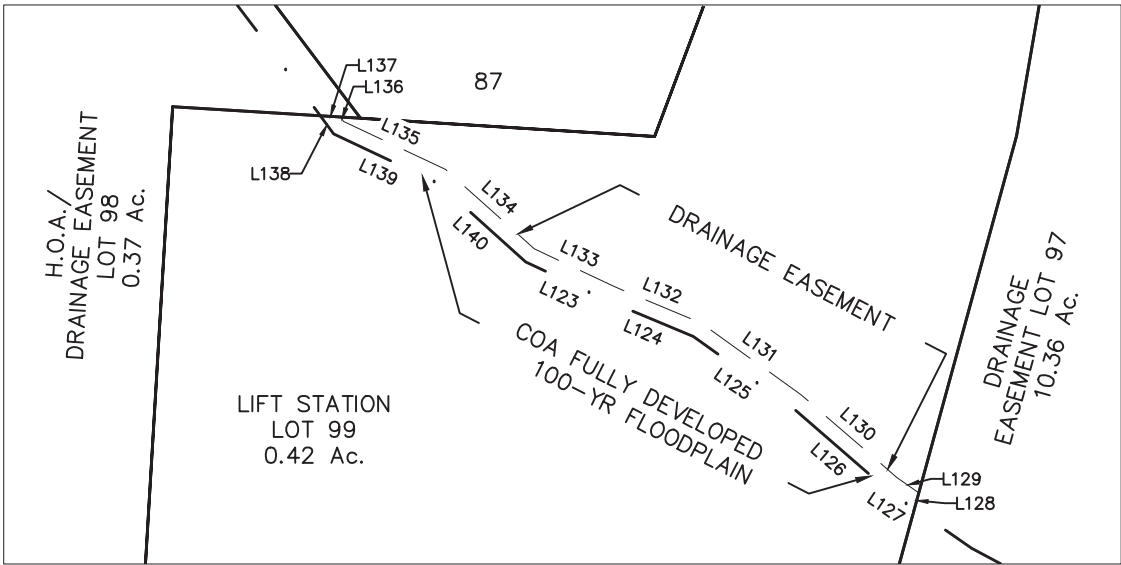 L137
L136
87
L135
L138
L139
H.O.A./
DRAINAGE EASEMENT
LOT 98
0.37 Ac.
L134
L140
DRAINAGE EASEMENT
L133
L123
L132
L124
L131
L125
DRAINAGE
EASEMENT LOT 97
10.36 Ac.
COA FULLY DEVELOPED
100-YR FLOODPLAIN
LIFT STATION
LOT 99
0.42 Ac.
L130
L126
L129
L128
L127